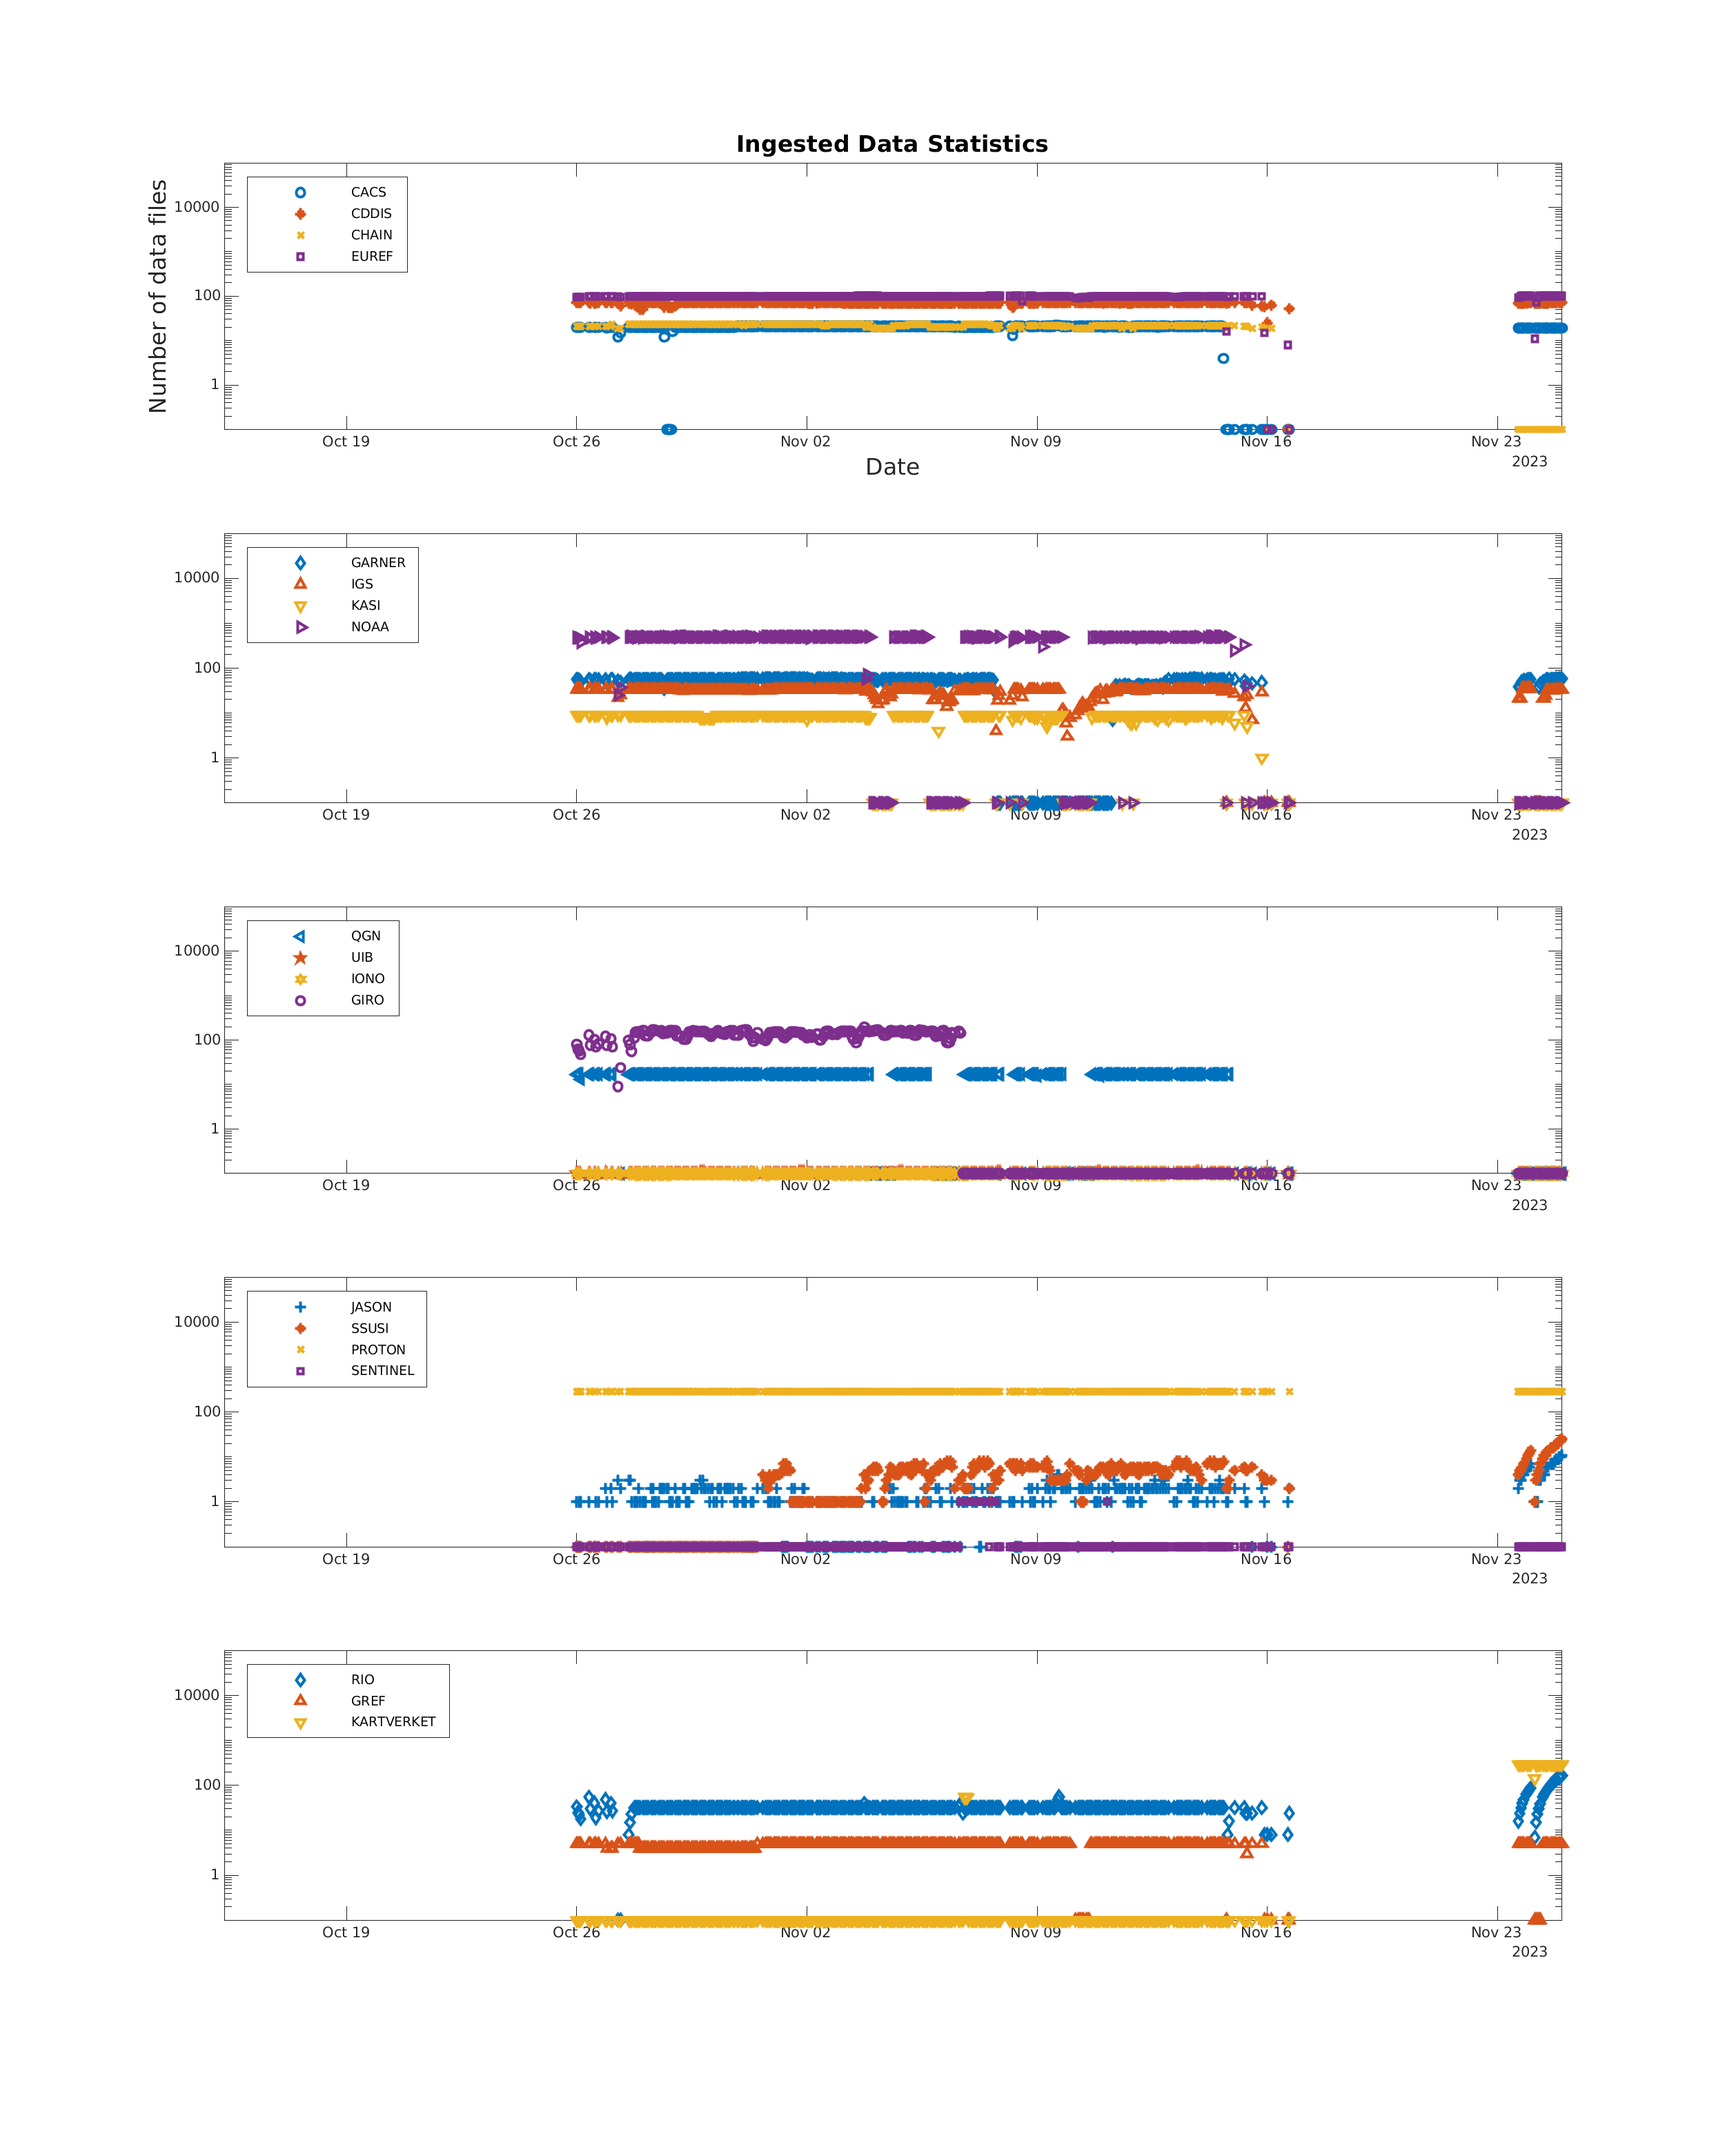 Ingested Data Statistics
Number of data files
10000
100
1
CACS
CDDIS
CHAIN
EUREF
Oct 19 Oct 26 Nov 02 Nov 09 Nov 16 Nov 23
2023
Date
10000
100
1
GARNER
IGS
KASI
NOAA
Oct 19 Oct 26 Nov 02 Nov 09 Nov 16 Nov 23
2023
10000
100
1
QGN
UIB
IONO
GIRO
Oct 19 Oct 26 Nov 02 Nov 09 Nov 16 Nov 23
2023
10000
100
1
JASON
SSUSI
PROTON
SENTINEL
Oct 19 Oct 26 Nov 02 Nov 09 Nov 16 Nov 23
2023
10000
100
1
RIO
GREF
KARTVERKET
Oct 19 Oct 26 Nov 02 Nov 09 Nov 16 Nov 23
2023